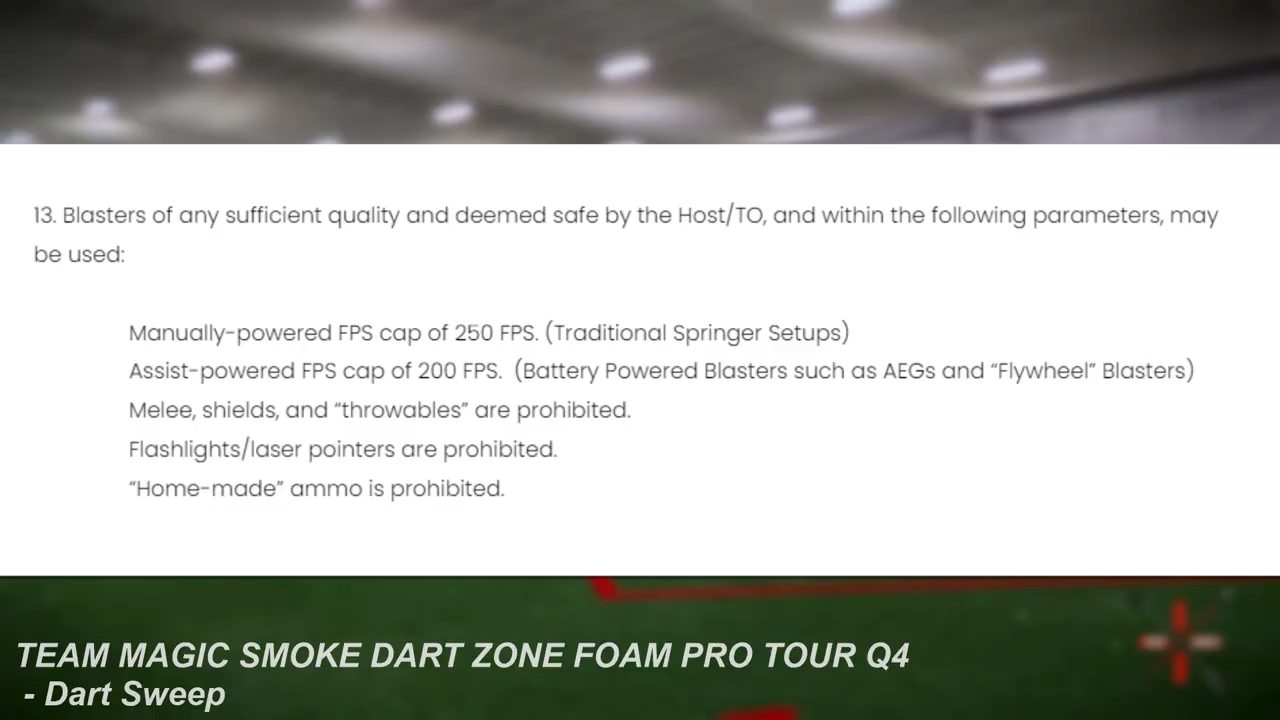 13. Blasters of any sufficient quality and deemed safe by the Host/TO, and within the following parameters, may
be used:
Manually-powered FPS cap of 250 FPS. (Traditional Springer Setups)
Assist-powered FPS cap of 200 FPS.  (Battery Powered Blasters such as AEGs and “Flywheel” Blasters)
Melee, shields, and “throwables” are prohibited.
Flashlights/laser pointers are prohibited.
“Home-made” ammo is prohibited.
TEAM MAGIC SMOKE DART ZONE FOAM PRO TOUR Q4
- Dart Sweep